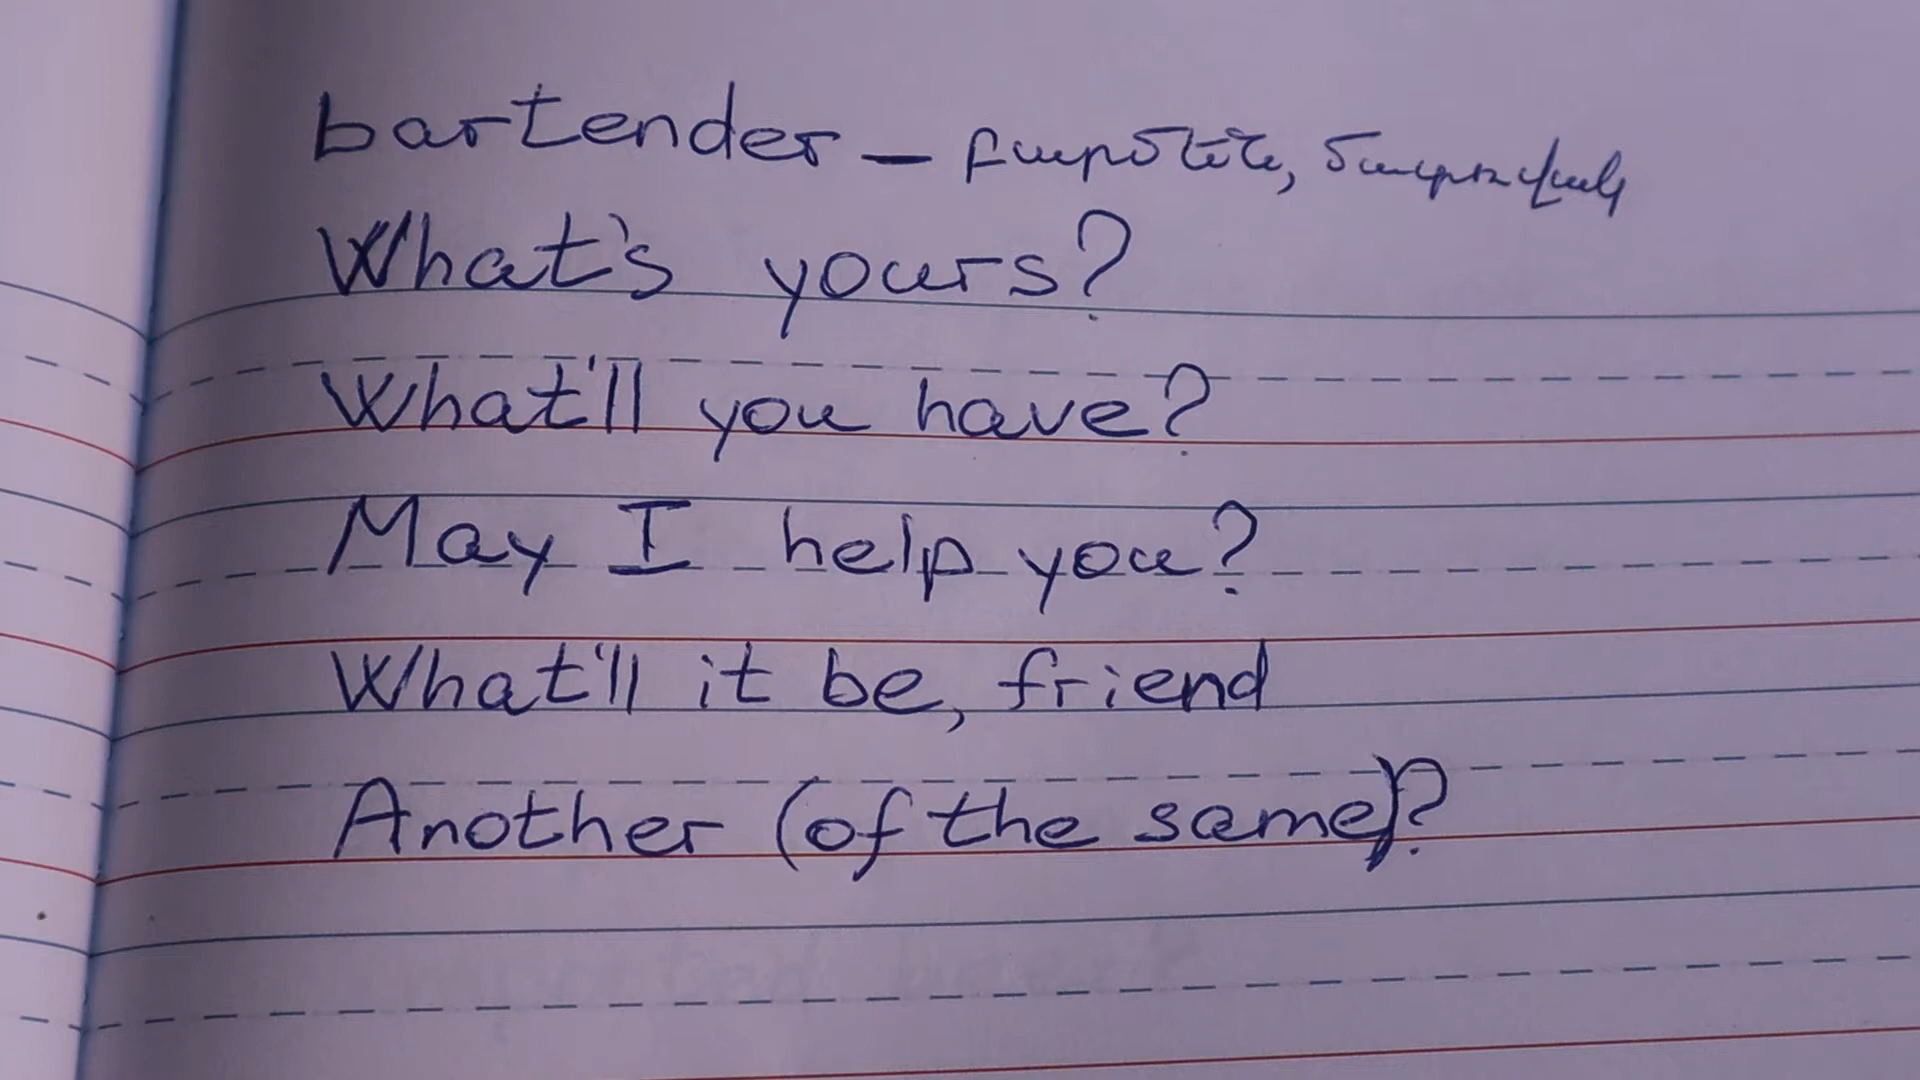 bartender – բարմեն,
What's yours?
What'll you have?
May I help you?
What'll it be, friend
Another (of the same)?